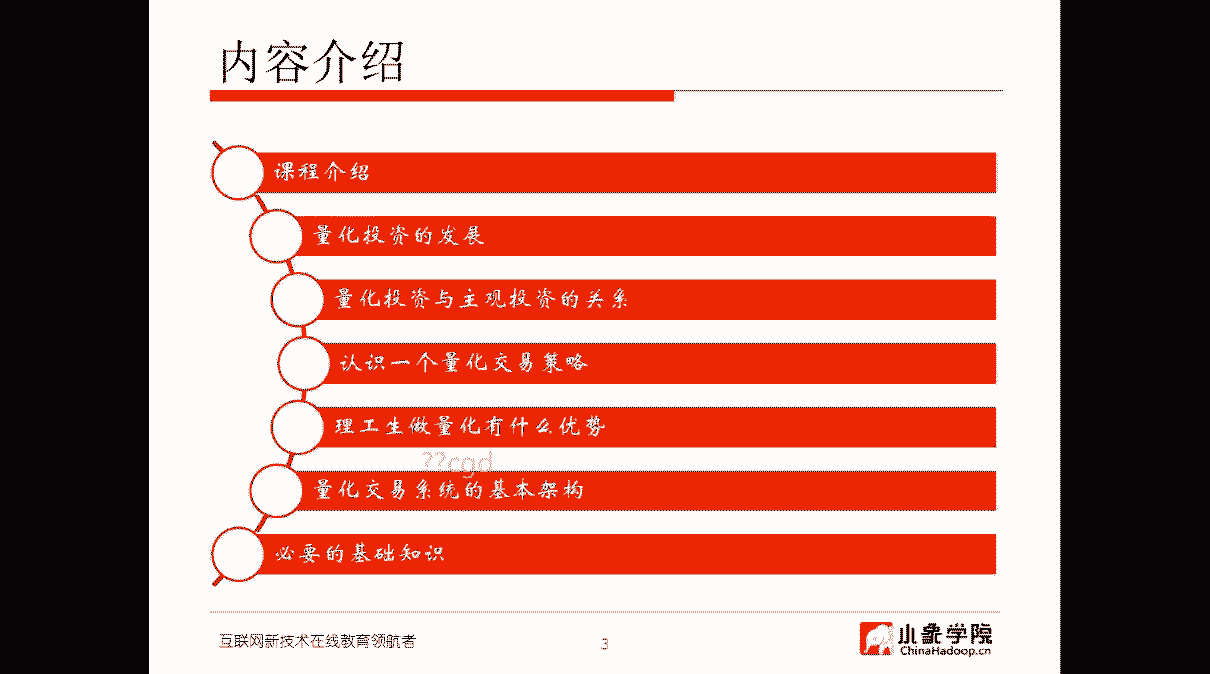 内容介绍
课程介绍
量化投资的发展
量化投资与主观投资的关系
认识一个量化交易策略
理工生做量化有什么优势
??cgd
量化交易系统的基本架构
必要的基础知识
互联网新技术在线教育领航者
3
小象学院
ChinaHadoop.cn